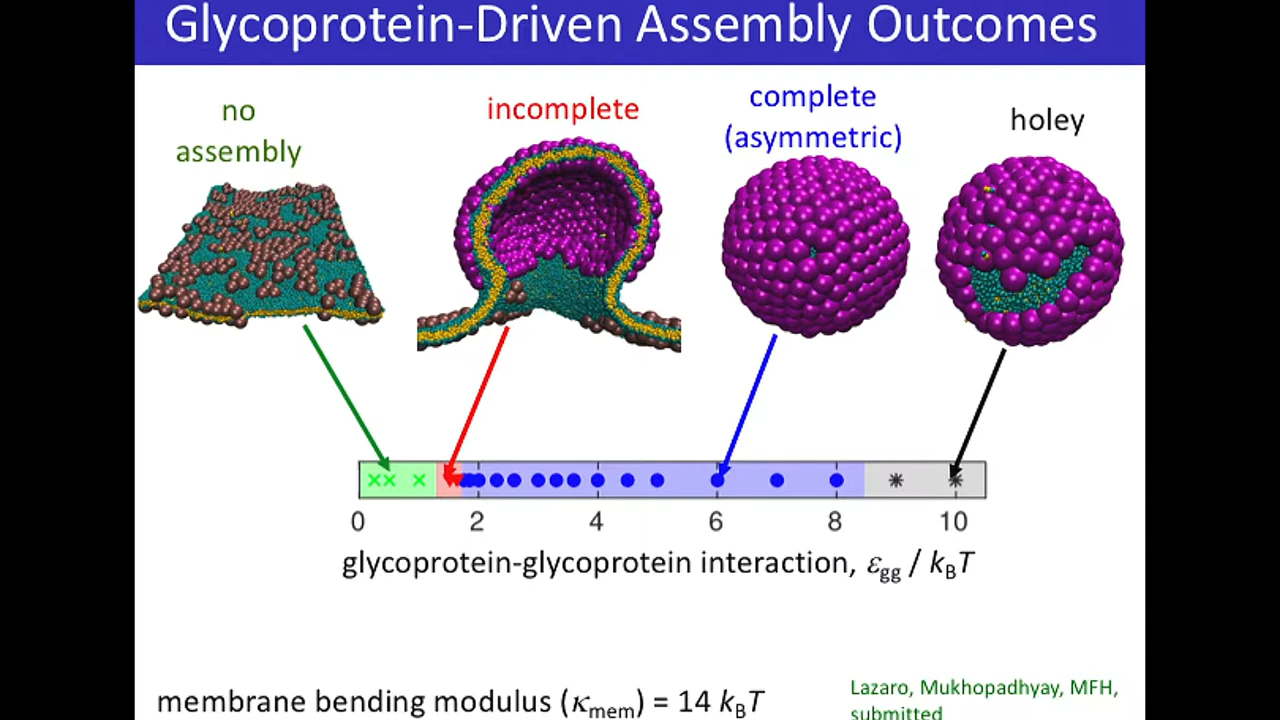 Glycoprotein-Driven Assembly Outcomes
no
assembly
incomplete
complete
(asymmetric)
holey
0 2 4 6 8 10
glycoprotein-glycoprotein interaction, εgg / kBT
membrane bending modulus (κmem) = 14 kBT
Lazaro, Mukhopadhyay, MFH,
submitted